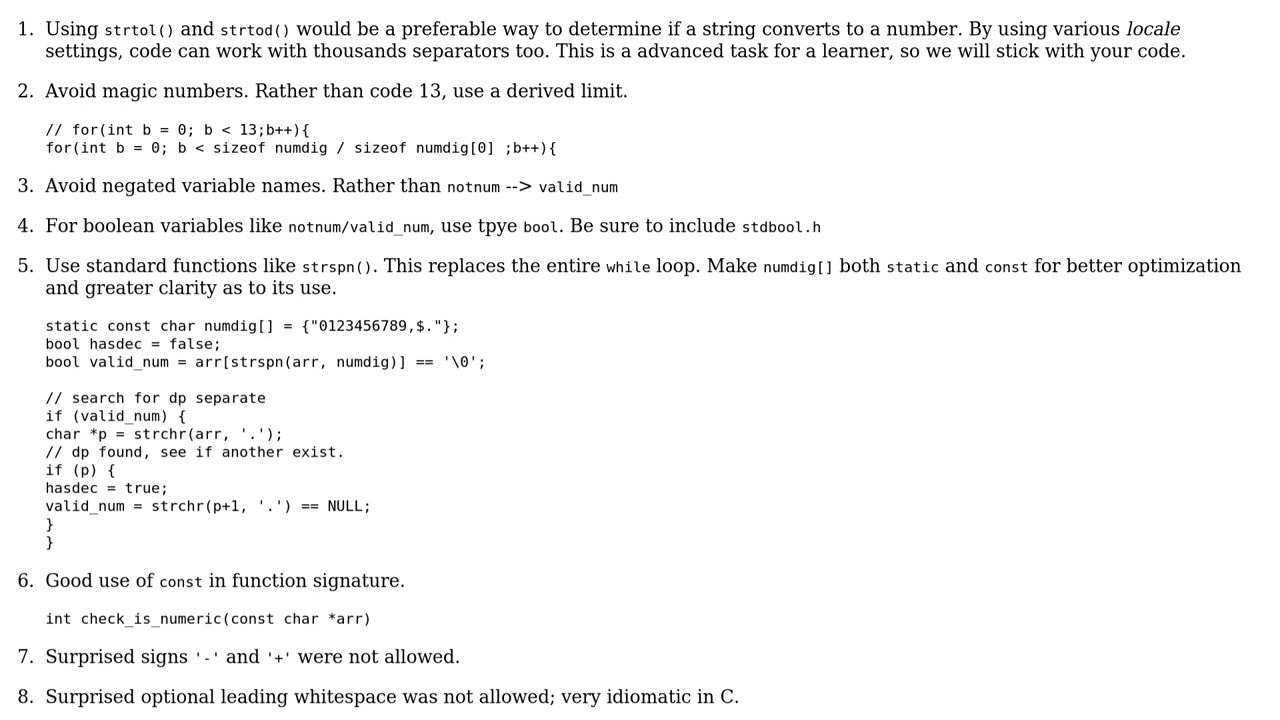 1. Using strtol() and strtod() would be a preferable way to determine if a string converts to a number. By using various locale
settings, code can work with thousands separators too. This is a advanced task for a learner, so we will stick with your code.
2. Avoid magic numbers. Rather than code 13, use a derived limit.
// for(int b = 0; b < 13;b++){
for(int b = 0; b < sizeof numdig / sizeof numdig[0] ;b++){
3. Avoid negated variable names. Rather than notnum --> valid_num
4. For boolean variables like notnum/valid_num, use tpye bool. Be sure to include stdbool.h
5. Use standard functions like strspn(). This replaces the entire while loop. Make numdig[] both static and const for better optimization
and greater clarity as to its use.
static const char numdig[] = {"0123456789,$."};
bool hasdec = false;
bool valid_num = arr[strspn(arr, numdig)] == '\0';
// search for dp separate
if (valid_num) {
char *p = strchr(arr, '.');
// dp found, see if another exist.
if (p) {
hasdec = true;
valid_num = strchr(p+1, '.') == NULL;
}
}
6. Good use of const in function signature.
int check_is_numeric(const char *arr)
7. Surprised signs '-' and '+' were not allowed.
8. Surprised optional leading whitespace was not allowed; very idiomatic in C.